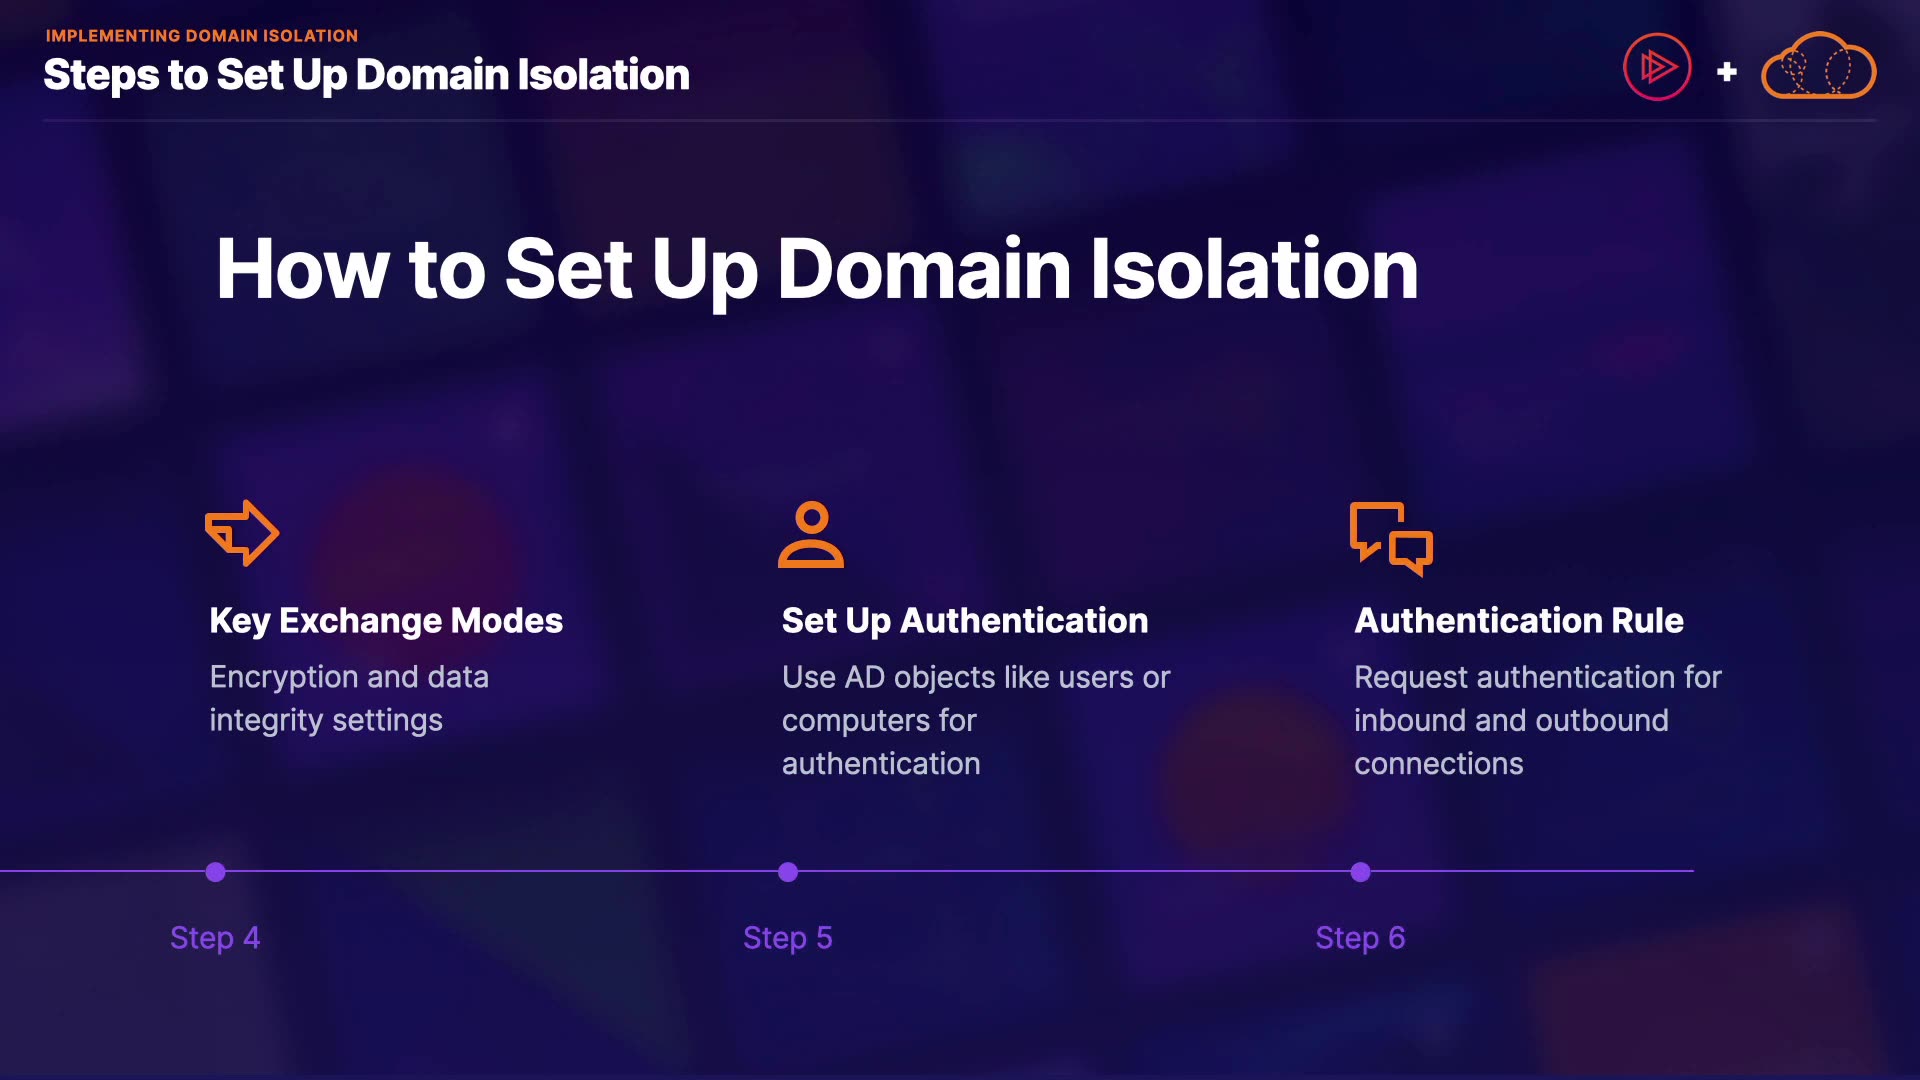 IMPLEMENTING DOMAIN ISOLATION
Steps to Set Up Domain Isolation
+
How to Set Up Domain Isolation
Key Exchange Modes
Encryption and data
integrity settings
Set Up Authentication
Use AD objects like users or
computers for
authentication
Authentication Rule
Request authentication for
inbound and outbound
connections
Step 4
Step 5
Step 6